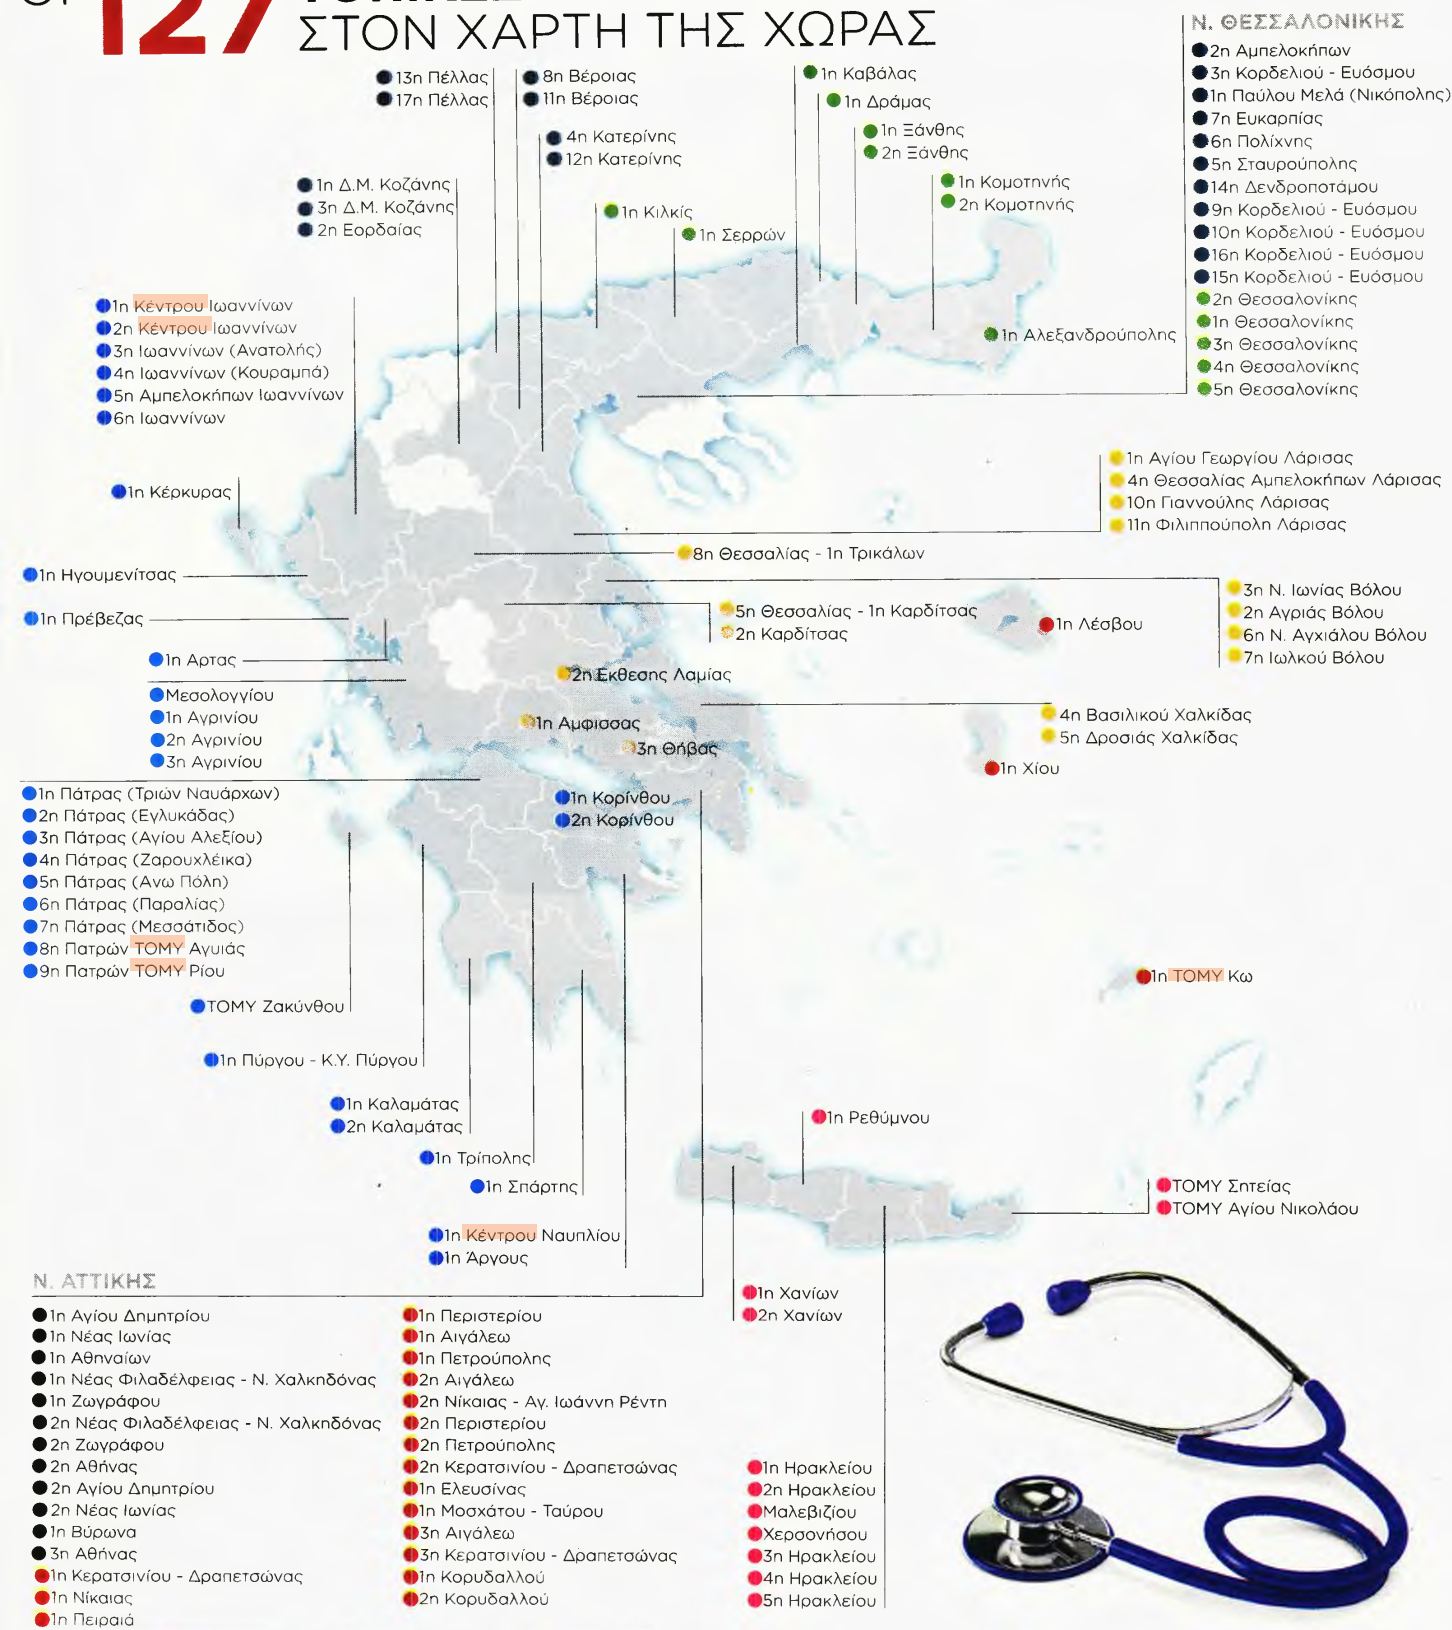 127
ΣΤΟΝ ΧΑΡΤΗ ΤΗΣ ΧΩΡΑΣ
Ν. ΘΕΣΣΑΛΟΝΙΚΗΣ
2η Αμπελοκήπων
3η Κορδελιού - Ευόσμου
1η Παύλου Μελά (Νικόπολης)
7η Ευκαρπίας
6η Πολίχνης
5η Σταυρούπολης
14η Δενδροποτάμου
9η Κορδελιού - Ευόσμου
10η Κορδελιού - Ευόσμου
16η Κορδελιού - Ευόσμου
15η Κορδελιού - Ευόσμου
2η Θεσσαλονίκης
1η Θεσσαλονίκης
3η Θεσσαλονίκης
4η Θεσσαλονίκης
5η Θεσσαλονίκης
13η Πέλλας
17η Πέλλας
8η Βέροιας
11η Βέροιας
4η Κατερίνης
12η Κατερίνης
1η Δ.Μ. Κοζάνης
3η Δ.Μ. Κοζάνης
2η Εορδαίας
1η Κιλκίς
1η Σερρών
1η Καβάλας
1η Δράμας
1η Ξάνθης
2η Ξάνθης
1η Κομοτηνής
2η Κομοτηνής
1η Αλεξανδρούπολης
1η Κέντρου Ιωαννίνων
2η Κέντρου Ιωαννίνων
3η Ιωαννίνων (Ανατολής)
4η Ιωαννίνων (Κουραμπά)
5η Αμπελοκήπων Ιωαννίνων
6η Ιωαννίνων
1η Κέρκυρας
1η Αγίου Γεωργίου Λάρισας
4η Θεσσαλίας Αμπελοκήπων Λάρισας
10η Γιαννούλης Λάρισας
11η Φιλιππούπολη Λάρισας
8η Θεσσαλίας - 1η Τρικάλων
1η Ηγουμενίτσας
1η Πρέβεζας
1η Αρτας
5η Θεσσαλίας - 1η Καρδίτσας
2η Καρδίτσας
1η Λέσβου
3η Ν. Ιωνίας Βόλου
2η Αγριάς Βόλου
6η Ν. Αγχιάλου Βόλου
7η Ιωλκού Βόλου
2η Έκθεσης Λαμίας
Μεσολογγίου
1η Αγρινίου
2η Αγρινίου
3η Αγρινίου
1η Αμφισσας
3η Θήβας
4η Βασιλικού Χαλκίδας
5η Δροσιάς Χαλκίδας
1η Χίου
1η Πάτρας (Τριών Ναυάρχων)
2η Πάτρας (Εγλυκάδας)
3η Πάτρας (Αγίου Αλεξίου)
4η Πάτρας (Ζαρουχλέικα)
5η Πάτρας (Ανω Πόλη)
6η Πάτρας (Παραλίας)
7η Πάτρας (Μεσσάτιδος)
8η Πατρών ΤΟΜΥ Αγυιάς
9η Πατρών ΤΟΜΥ Ρίου
1η Κορίνθου
2η Κορίνθου
1η ΤΟΜΥ Κω
ΤΟΜΥ Ζακύνθου
1η Πύργου - Κ.Υ. Πύργου
1η Καλαμάτας
2η Καλαμάτας
1η Τρίπολης
1η Σπάρτης
1η Κέντρου Ναυπλίου
1η Άργους
1η Ρεθύμνου
ΤΟΜΥ Σητείας
ΤΟΜΥ Αγίου Νικολάου
1η Χανίων
2η Χανίων
Ν. ΑΤΤΙΚΗΣ
1η Αγίου Δημητρίου
1η Νέας Ιωνίας
1η Αθηναίων
1η Νέας Φιλαδέλφειας - Ν. Χαλκηδόνας
1η Ζωγράφου
2η Νέας Φιλαδέλφειας - Ν. Χαλκηδόνας
2η Ζωγράφου
2η Αθήνας
2η Αγίου Δημητρίου
2η Νέας Ιωνίας
1η Βύρωνα
3η Αθήνας
1η Κερατσινίου - Δραπετσώνας
1η Νίκαιας
1η Πειραιά
1η Περιστερίου
1η Αιγάλεω
1η Πετρούπολης
2η Αιγάλεω
2η Νίκαιας - Αγ. Ιωάννη Ρέντη
2η Περιστερίου
2η Πετρούπολης
2η Κερατσινίου - Δραπετσώνας
1η Ελευσίνας
1η Μοσχάτου - Ταύρου
3η Αιγάλεω
3η Κερατσινίου - Δραπετσώνας
1η Κορυδαλλού
2η Κορυδαλλού
1η Ηρακλείου
2η Ηρακλείου
Μαλεβιζίου
Χερσονήσου
3η Ηρακλείου
4η Ηρακλείου
5η Ηρακλείου